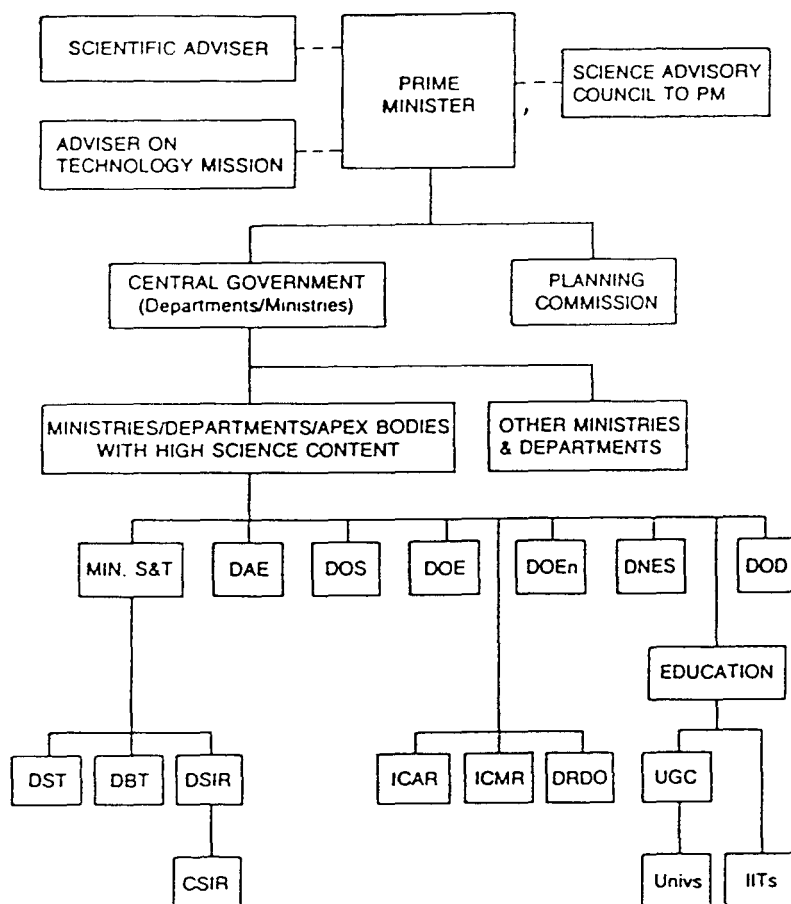 SCIENTIFIC ADVISER
PRIME
MINISTER
SCIENCE ADVISORY
COUNCIL TO PM
ADVISER ON
TECHNOLOGY MISSION
CENTRAL GOVERNMENT
(Departments/Ministries)
PLANNING
COMMISSION
MINISTRIES/DEPARTMENTS/APEX BODIES
WITH HIGH SCIENCE CONTENT
OTHER MINISTRIES
& DEPARTMENTS
MIN. S&T
DAE
DOS
DOE
DOEn
DNES
DOD
EDUCATION
DST
DBT
DSIR
ICAR
ICMR
DRDO
UGC
CSIR
Univs
IITs